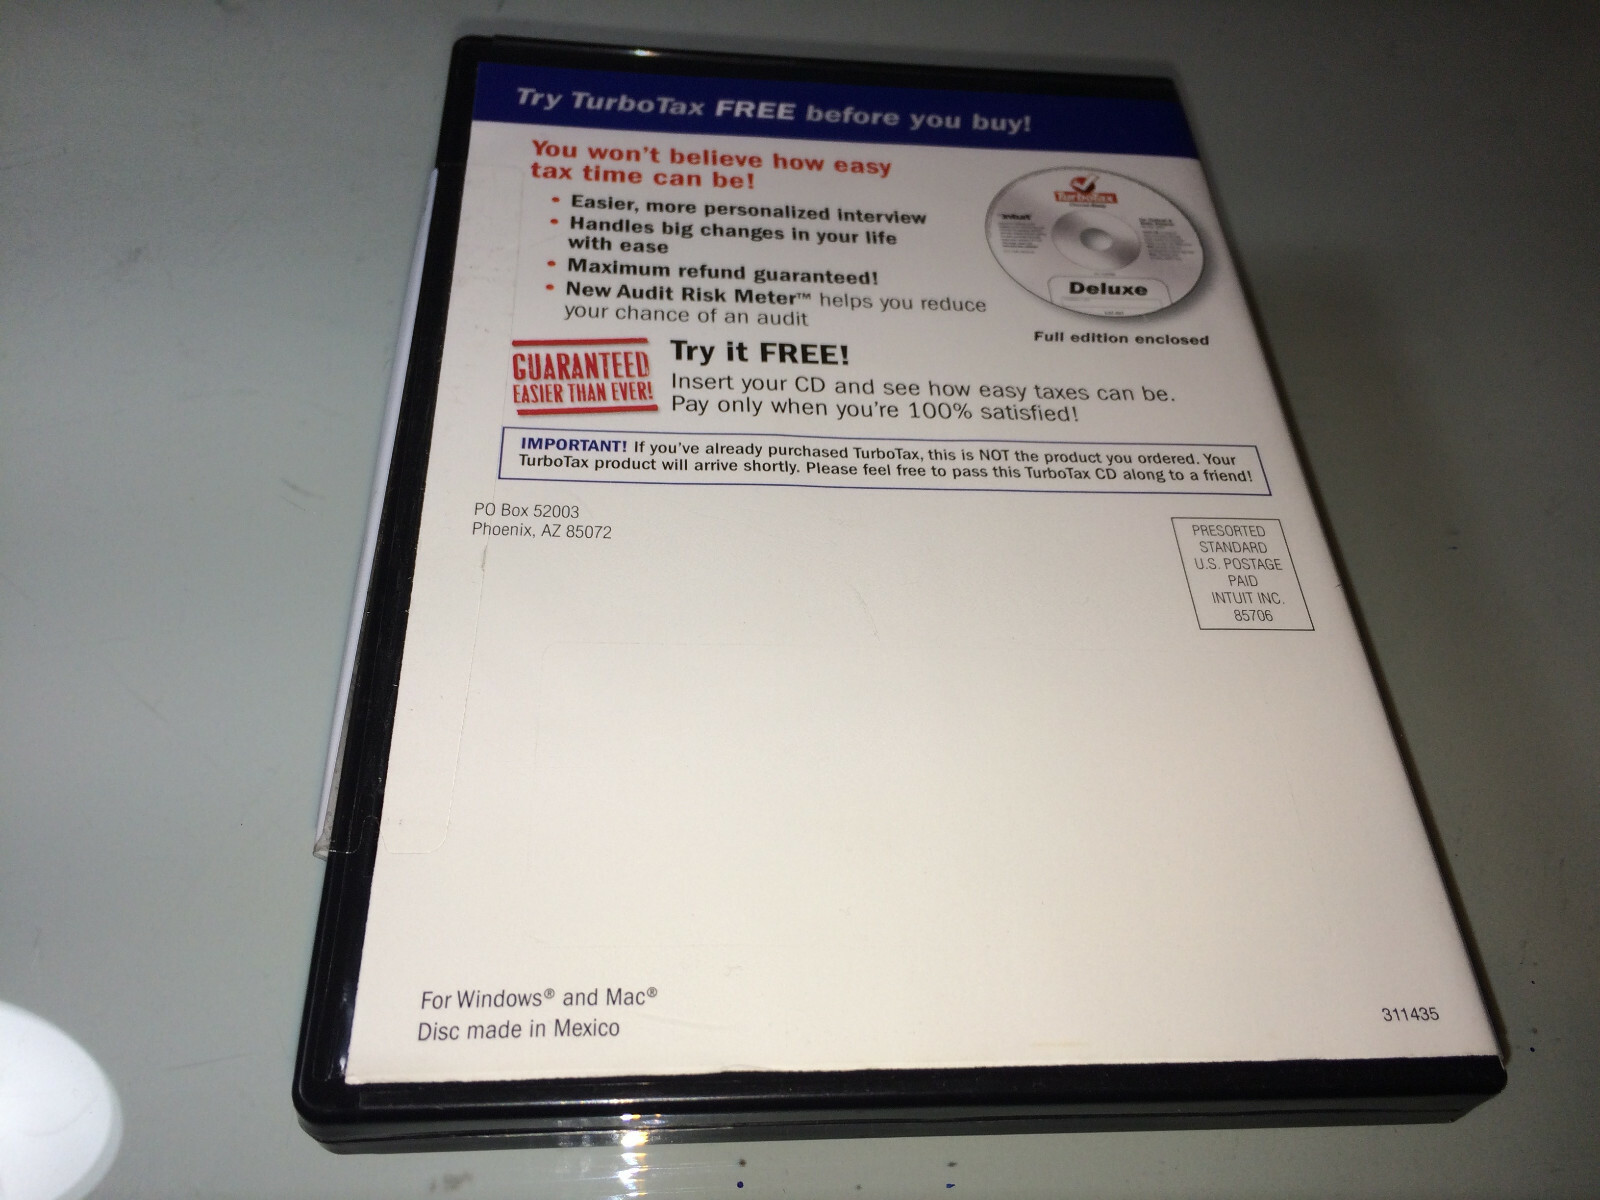 Try TurboTax FREE before you buy!
You won't believe how easy
tax time can be!
• Easier, more personalized interview
• Handles big changes in your life
with ease
• Maximum refund guaranteed!
• New Audit Risk Meter™ helps you reduce
your chance of an audit
TurboTax
intuit
Deluxe
Full edition enclosed
GUARANTEED
EASIER THAN EVER!
Try it FREE!
Insert your CD and see how easy taxes can be.
Pay only when you're 100% satisfied!
IMPORTANT! If you've already purchased TurboTax, this is NOT the product you ordered. Your
TurboTax product will arrive shortly. Please feel free to pass this TurboTax CD along to a friend!
PO Box 52003
Phoenix, AZ 85072
PRESORTED
STANDARD
U.S. POSTAGE
PAID
INTUIT INC.
85706
For Windows® and Mac®
Disc made in Mexico
311435